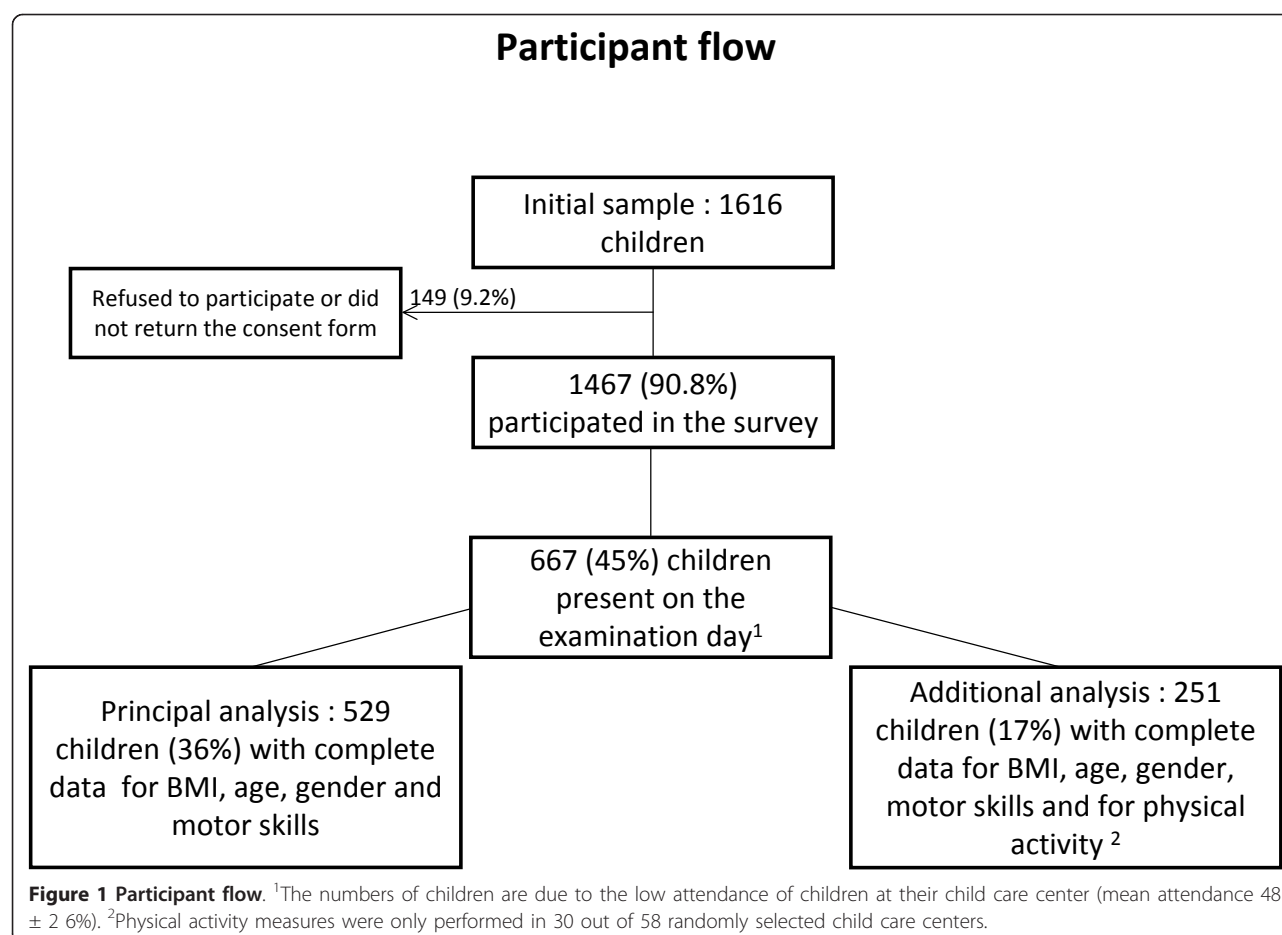 Participant flow
Initial sample : 1616
children
Refused to participate or did
not return the consent form
149 (9.2%)
1467 (90.8%)
participated in the survey
667 (45%) children
present on the
examination day1
Principal analysis : 529
children (36%) with complete
data for BMI, age, gender and
motor skills
Additional analysis : 251
children (17%) with complete
data for BMI, age, gender,
motor skills and for physical
activity 2
Figure 1 Participant flow. 1The numbers of children are due to the low attendance of children at their child care center (mean attendance 48
± 2 6%). 2Physical activity measures were only performed in 30 out of 58 randomly selected child care centers.